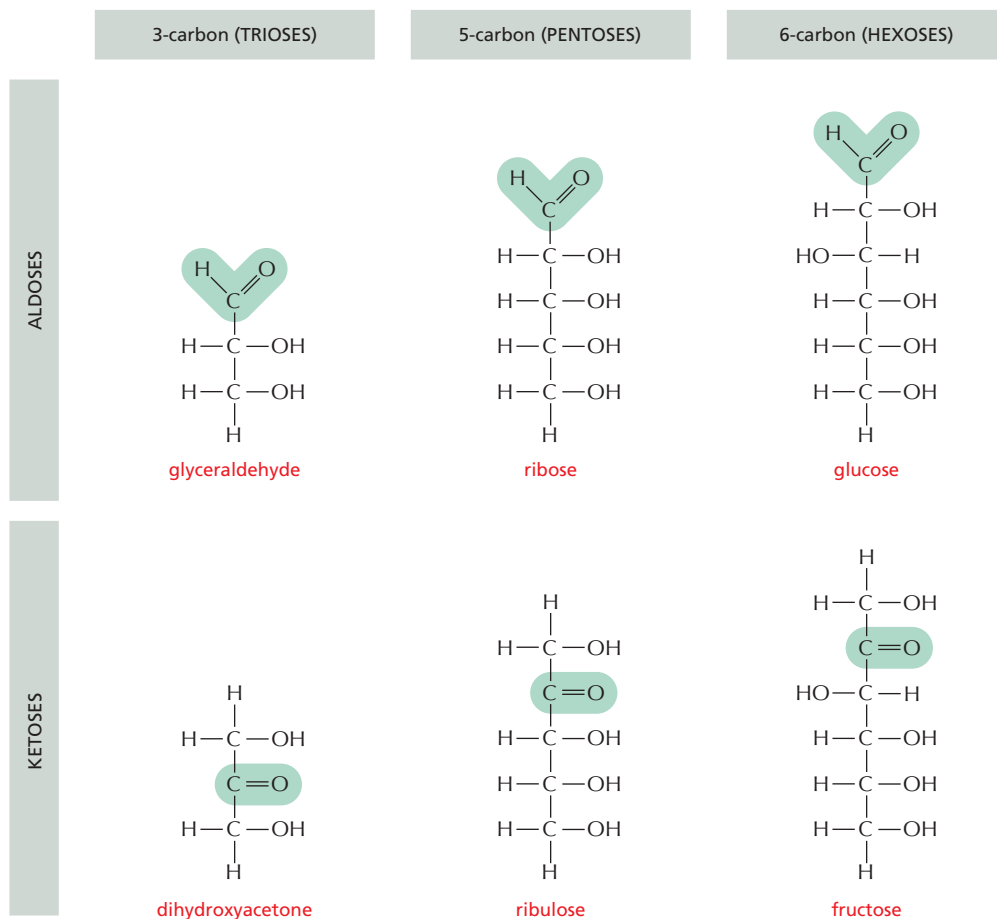 3-carbon (TRIOSES)
5-carbon (PENTOSES)
6-carbon (HEXOSES)
ALDOSES
H O
C
H—C—OH
H—C—OH
H
glyceraldehyde
H O
C
H—C—OH
H—C—OH
H—C—OH
H—C—OH
H
ribose
H O
C
H—C—OH
HO—C—H
H—C—OH
H—C—OH
H—C—OH
H
glucose
KETOSES
H
H—C—OH
C=O
H—C—OH
H
dihydroxyacetone
H
H—C—OH
C=O
H—C—OH
H—C—OH
H—C—OH
H
ribulose
H
H—C—OH
C=O
HO—C—H
H—C—OH
H—C—OH
H—C—OH
H
fructose